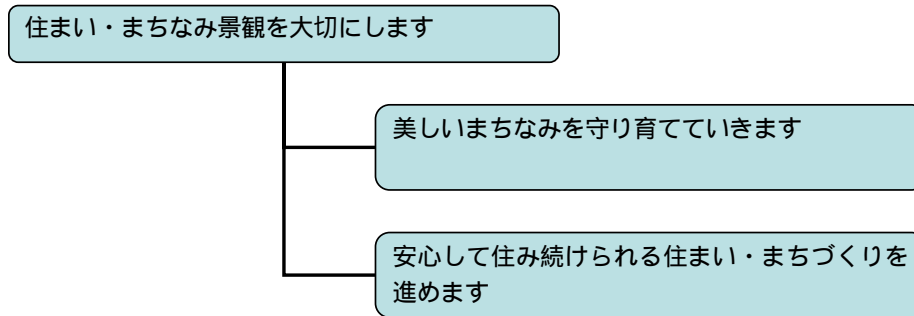 住まい・まちなみ景観を大切にします
美しいまちなみを守り育てていきます
安心して住み続けられる住まい・まちづくりを
進めます